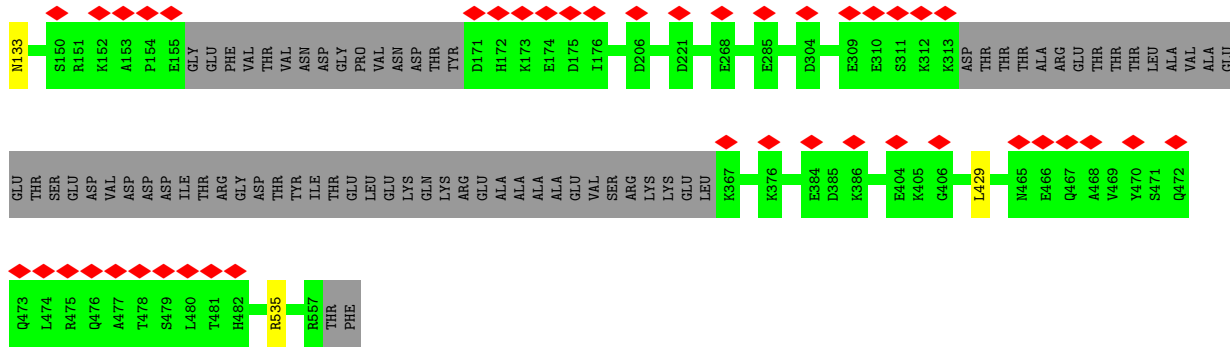 N133 S150 R151 K152 A153 P154 E155 GLY GLU PHE VAL THR VAL ASN ASP GLY PRO VAL ASN ASP THR TYR D171 H172 K173 E174 D175 I176 D206 D221 E268 E285 D304 E309 E310 S311 K312 K313 ASP THR THR THR ALA ARG GLU THR THR THR LEU ALA VAL ALA GLU
GLU THR SER GLU ASP VAL ASP ASP ASP ILE THR ARG GLY ASP THR TYR ILE THR GLU LEU GLU LYS GLN LYS ARG GLU ALA ALA ALA ALA GLU VAL SER ARG LYS LYS GLU LEU K367 K376 E384 D385 K386 E404 K405 G406 L429 N465 E466 Q467 A468 V469 Y470 S471 Q472
Q473 L474 R475 Q476 A477 T478 S479 L480 T481 H482 R535 R557 THR PHE